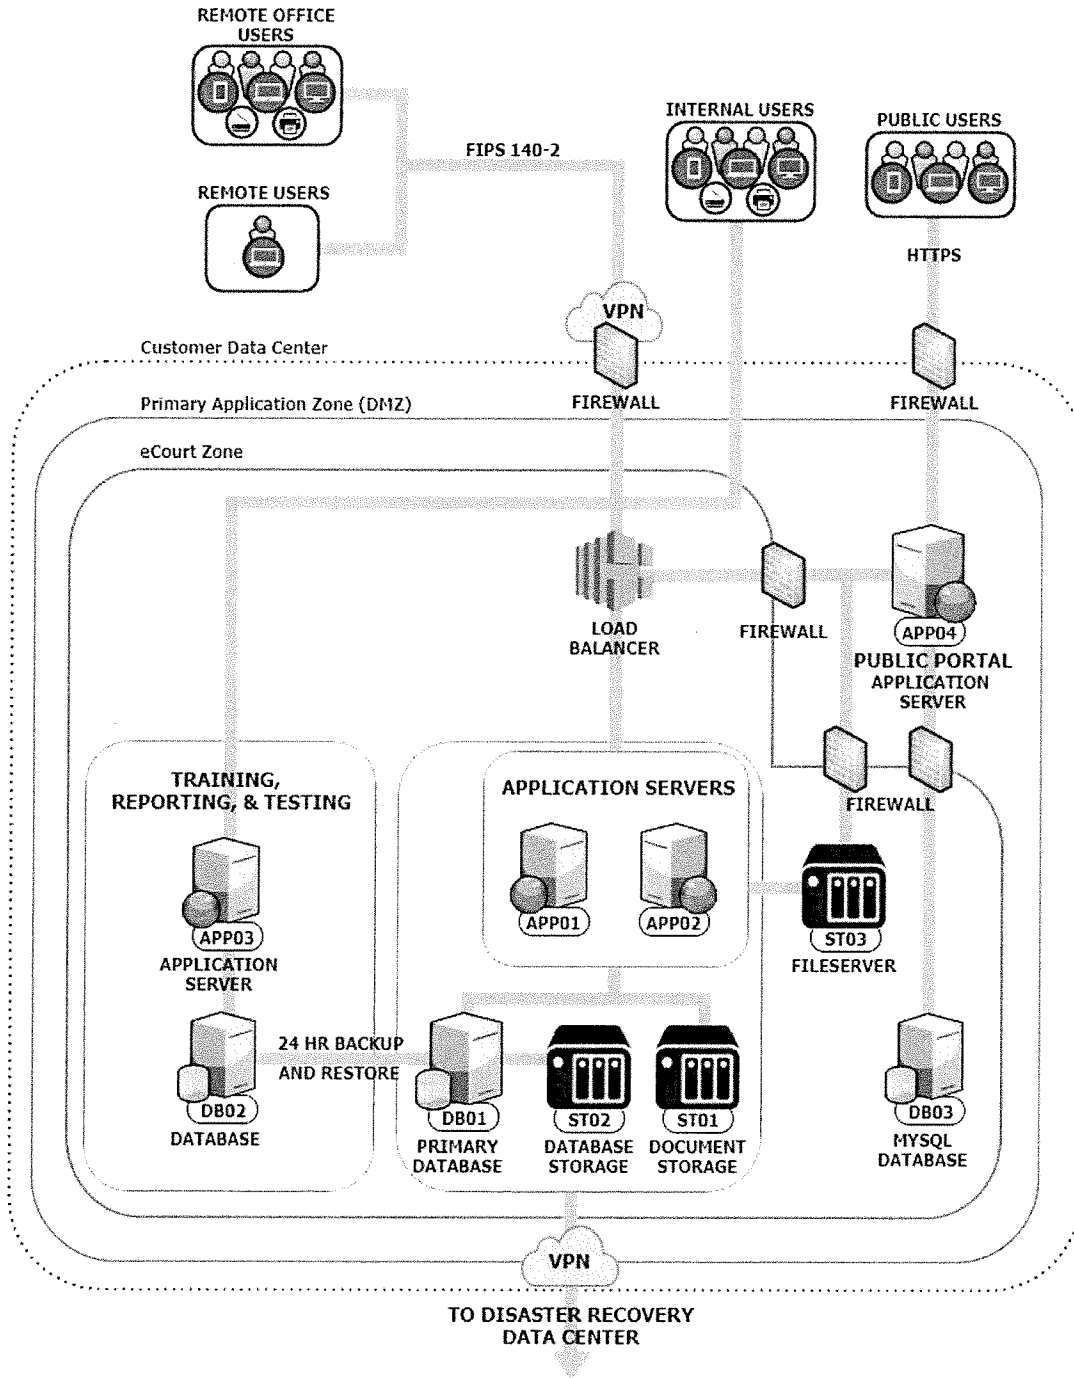 REMOTE OFFICE
USERS
INTERNAL USERS
PUBLIC USERS
FIPS 140-2
REMOTE USERS
HTTPS
VPN
Customer Data Center
FIREWALL
FIREWALL
Primary Application Zone (DMZ)
eCourt Zone
LOAD
BALANCER
FIREWALL
APP04
PUBLIC PORTAL
APPLICATION
SERVER
TRAINING,
REPORTING, & TESTING
APPLICATION SERVERS
FIREWALL
APP03
APPLICATION
SERVER
APP01
APP02
ST03
FILESERVER
24 HR BACKUP
AND RESTORE
DB02
DATABASE
DB01
PRIMARY
DATABASE
ST02
DATABASE
STORAGE
ST01
DOCUMENT
STORAGE
DB03
MYSQL
DATABASE
VPN
TO DISASTER RECOVERY
DATA CENTER